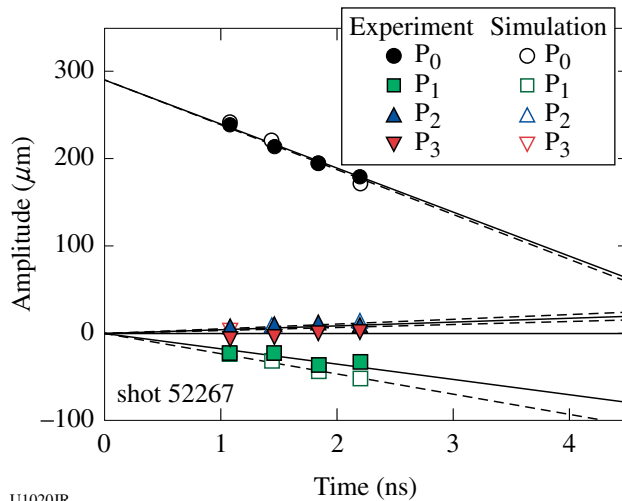 Experiment Simulation
P0 P0
P1 P1
P2 P2
P3 P3
300
200
100
0
−100
Amplitude (μm)
shot 52267
0 1 2 3 4
Time (ns)
U1020JR